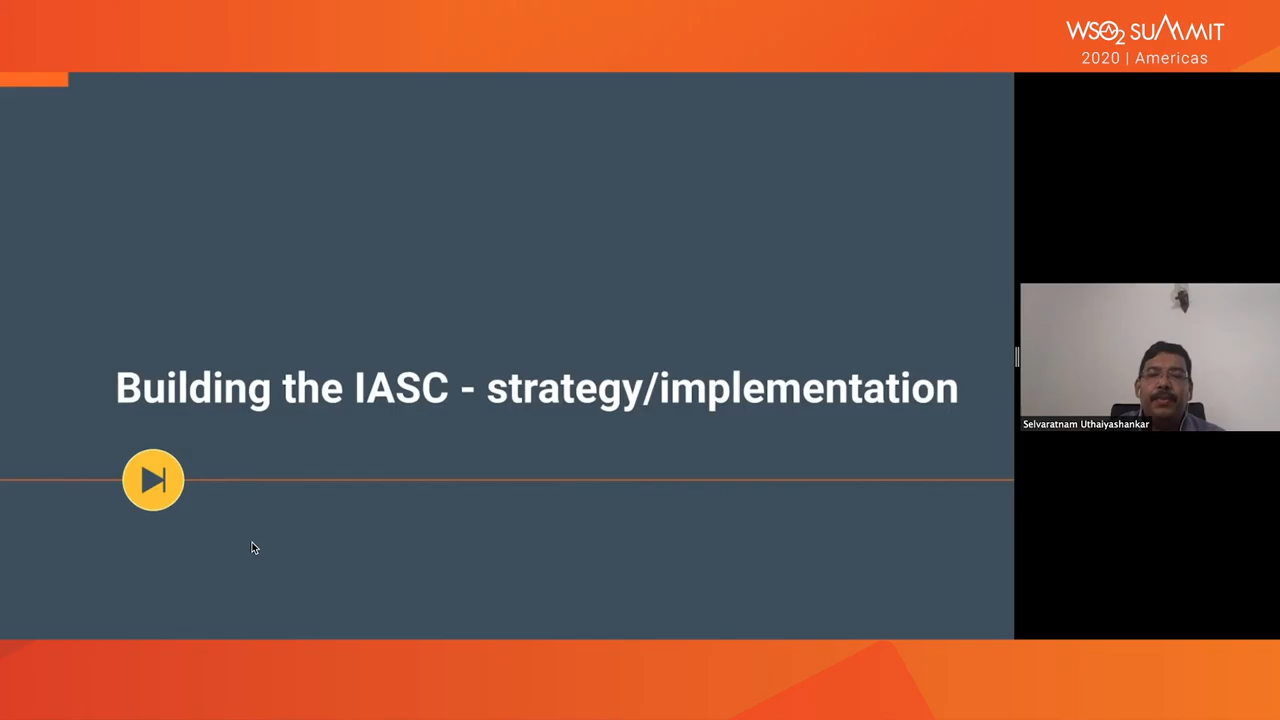 WSO2 SUMMIT
2020 | Americas
Building the IASC - strategy/implementation
Selvaratnam Uthaiyashankar